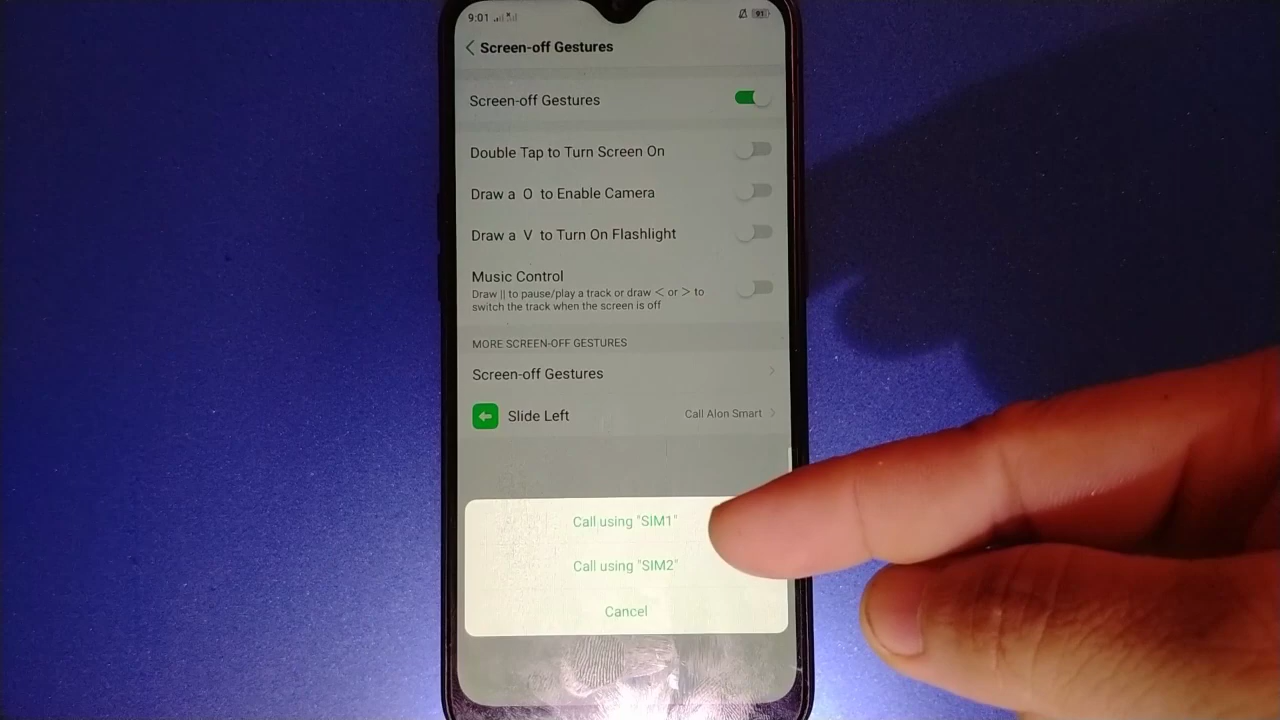 9:01
91
Screen-off Gestures
Screen-off Gestures
Double Tap to Turn Screen On
Draw a O to Enable Camera
Draw a V to Turn On Flashlight
Music Control
Draw || to pause/play a track or draw < or > to
switch the track when the screen is off
MORE SCREEN-OFF GESTURES
Screen-off Gestures
Slide Left Call Alon Smart
Call using "SIM1"
Call using "SIM2"
Cancel